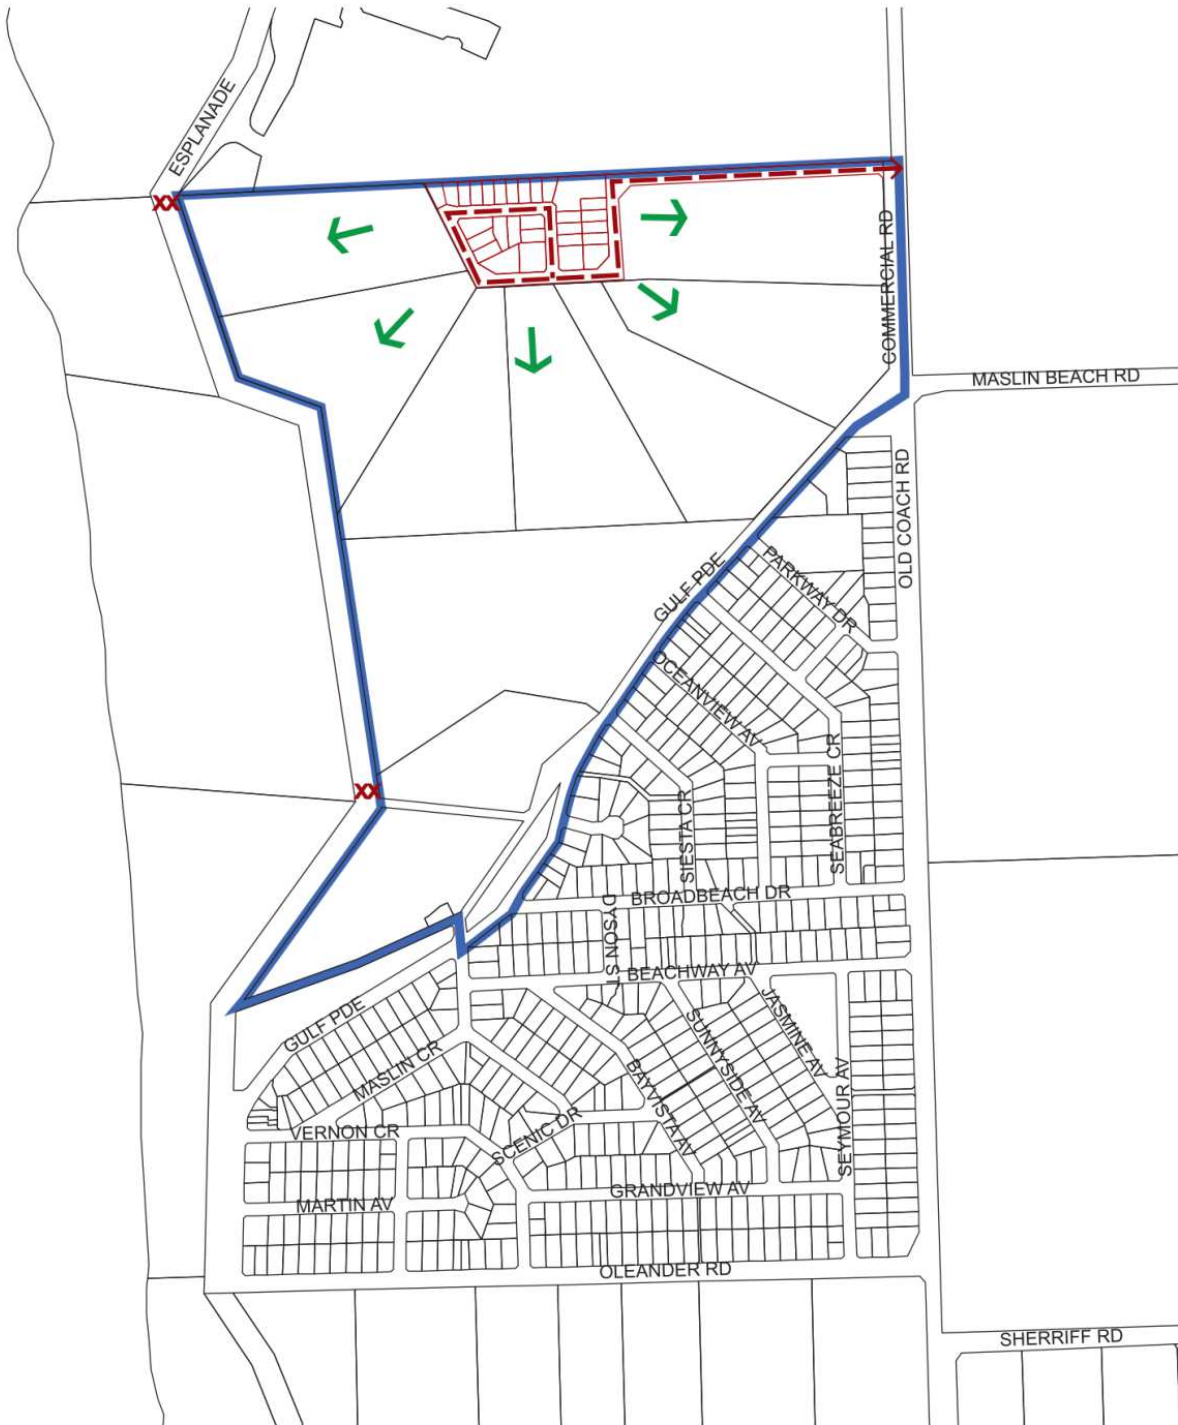 ESPLANADE
XX
COMMERCIAL RD
MASLIN BEACH RD
OLD COACH RD
GULF PDE
PARKWAY DR
OCEANVIEW AV
SEABREEZE CR
XX
SIESTA CR
BROADBEACH DR
DYSON ST
BEACHWAY AV
JASMINE AV
SUNNYSIDE AV
GULF PDE
MASLIN CR
BAYVISTA AV
SEYMOUR AV
VERNON CR
SCENIC DR
GRANDVIEW AV
MARTIN AV
OLEANDER RD
SHERRIFF RD